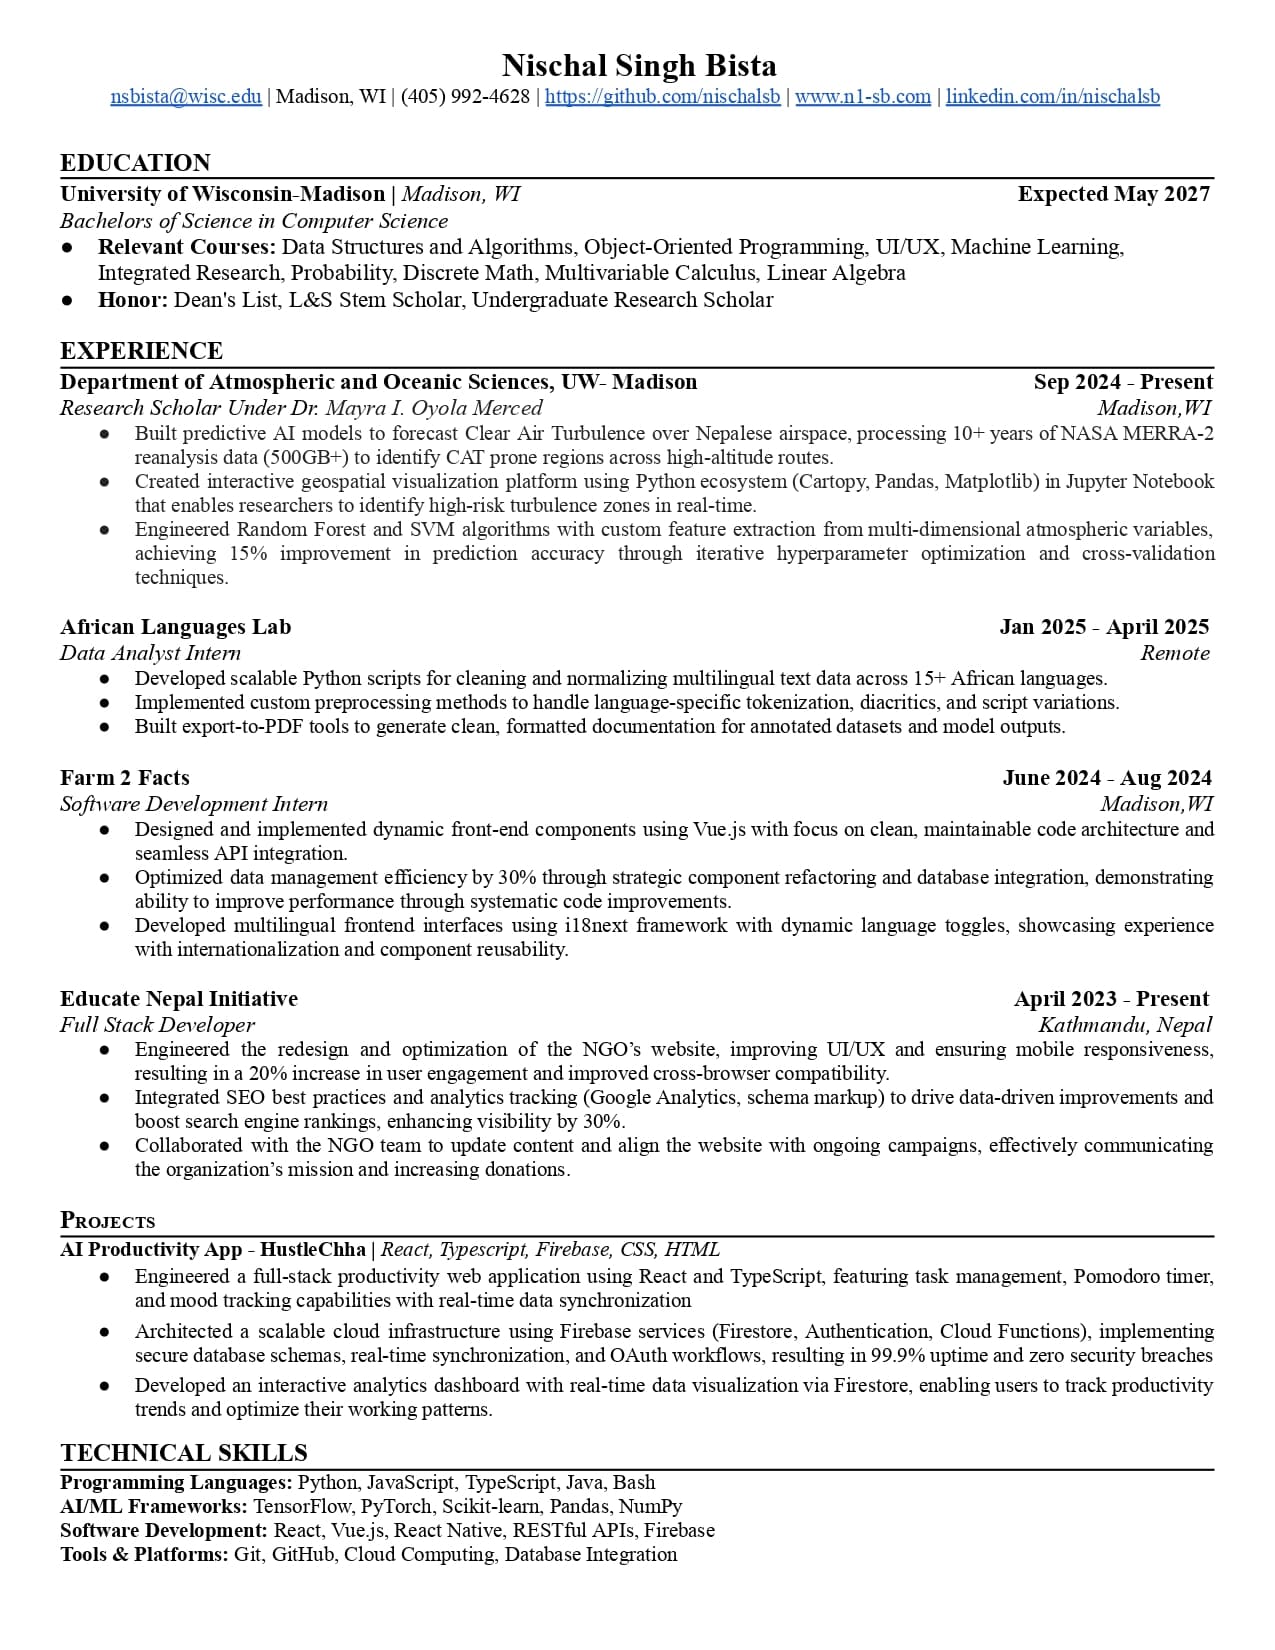 Nischal Singh Bista
nsbista@wisc.edu | Madison, WI | (405) 992-4628 | https://github.com/nischalsb | www.n1-sb.com | linkedin.com/in/nischalsb
EDUCATION
University of Wisconsin-Madison | Madison, WI Expected May 2027
Bachelors of Science in Computer Science
● Relevant Courses: Data Structures and Algorithms, Object-Oriented Programming, UI/UX, Machine Learning,
Integrated Research, Probability, Discrete Math, Multivariable Calculus, Linear Algebra
● Honor: Dean's List, L&S Stem Scholar, Undergraduate Research Scholar
EXPERIENCE
Department of Atmospheric and Oceanic Sciences, UW- Madison Sep 2024 - Present
Research Scholar Under Dr. Mayra I. Oyola Merced Madison,WI
● Built predictive AI models to forecast Clear Air Turbulence over Nepalese airspace, processing 10+ years of NASA MERRA-2
reanalysis data (500GB+) to identify CAT prone regions across high-altitude routes.
● Created interactive geospatial visualization platform using Python ecosystem (Cartopy, Pandas, Matplotlib) in Jupyter Notebook
that enables researchers to identify high-risk turbulence zones in real-time.
● Engineered Random Forest and SVM algorithms with custom feature extraction from multi-dimensional atmospheric variables,
achieving 15% improvement in prediction accuracy through iterative hyperparameter optimization and cross-validation
techniques.
African Languages Lab Jan 2025 - April 2025
Data Analyst Intern Remote
● Developed scalable Python scripts for cleaning and normalizing multilingual text data across 15+ African languages.
● Implemented custom preprocessing methods to handle language-specific tokenization, diacritics, and script variations.
● Built export-to-PDF tools to generate clean, formatted documentation for annotated datasets and model outputs.
Farm 2 Facts June 2024 - Aug 2024
Software Development Intern Madison,WI
● Designed and implemented dynamic front-end components using Vue.js with focus on clean, maintainable code architecture and
seamless API integration.
● Optimized data management efficiency by 30% through strategic component refactoring and database integration, demonstrating
ability to improve performance through systematic code improvements.
● Developed multilingual frontend interfaces using i18next framework with dynamic language toggles, showcasing experience
with internationalization and component reusability.
Educate Nepal Initiative April 2023 - Present
Full Stack Developer Kathmandu, Nepal
● Engineered the redesign and optimization of the NGO’s website, improving UI/UX and ensuring mobile responsiveness,
resulting in a 20% increase in user engagement and improved cross-browser compatibility.
● Integrated SEO best practices and analytics tracking (Google Analytics, schema markup) to drive data-driven improvements and
boost search engine rankings, enhancing visibility by 30%.
● Collaborated with the NGO team to update content and align the website with ongoing campaigns, effectively communicating
the organization’s mission and increasing donations.
PROJECTS
AI Productivity App - HustleChha | React, Typescript, Firebase, CSS, HTML
● Engineered a full-stack productivity web application using React and TypeScript, featuring task management, Pomodoro timer,
and mood tracking capabilities with real-time data synchronization
● Architected a scalable cloud infrastructure using Firebase services (Firestore, Authentication, Cloud Functions), implementing
secure database schemas, real-time synchronization, and OAuth workflows, resulting in 99.9% uptime and zero security breaches
● Developed an interactive analytics dashboard with real-time data visualization via Firestore, enabling users to track productivity
trends and optimize their working patterns.
TECHNICAL SKILLS
Programming Languages: Python, JavaScript, TypeScript, Java, Bash
AI/ML Frameworks: TensorFlow, PyTorch, Scikit-learn, Pandas, NumPy
Software Development: React, Vue.js, React Native, RESTful APIs, Firebase
Tools & Platforms: Git, GitHub, Cloud Computing, Database Integration